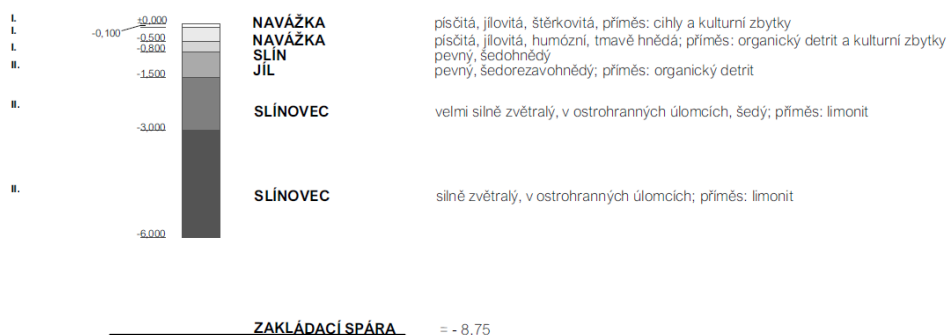 I. ±0,000 NAVÁŽKA písčitá, jílovitá, štěrkovitá, příměs: cihly a kulturní zbytky
I. -0,100 -0,500 NAVÁŽKA písčitá, jílovitá, humózní, tmavě hnědá; příměs: organický detrit a kulturní zbytky
I. -0,800 SLÍN pevný, šedohnědý
II. -1,500 JÍL pevný, šedorezavohnědý; příměs: organický detrit
II. -3,000 SLÍNOVEC velmi silně zvětralý, v ostrohranných úlomcích, šedý; příměs: limonit
II. -6,000 SLÍNOVEC silně zvětralý, v ostrohranných úlomcích; příměs: limonit
ZAKLÁDACÍ SPÁRA = - 8,75